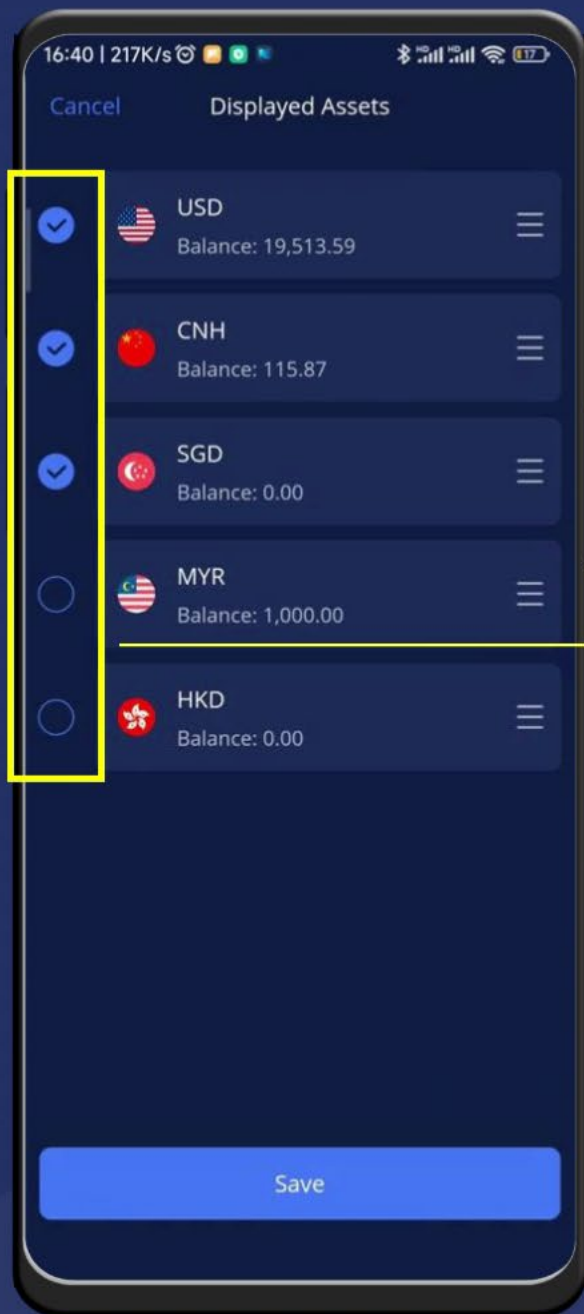 16:40 | 217K/s
17
Cancel
Displayed Assets
USD
Balance: 19,513.59
CNH
Balance: 115.87
SGD
Balance: 0.00
MYR
Balance: 1,000.00
HKD
Balance: 0.00
Save